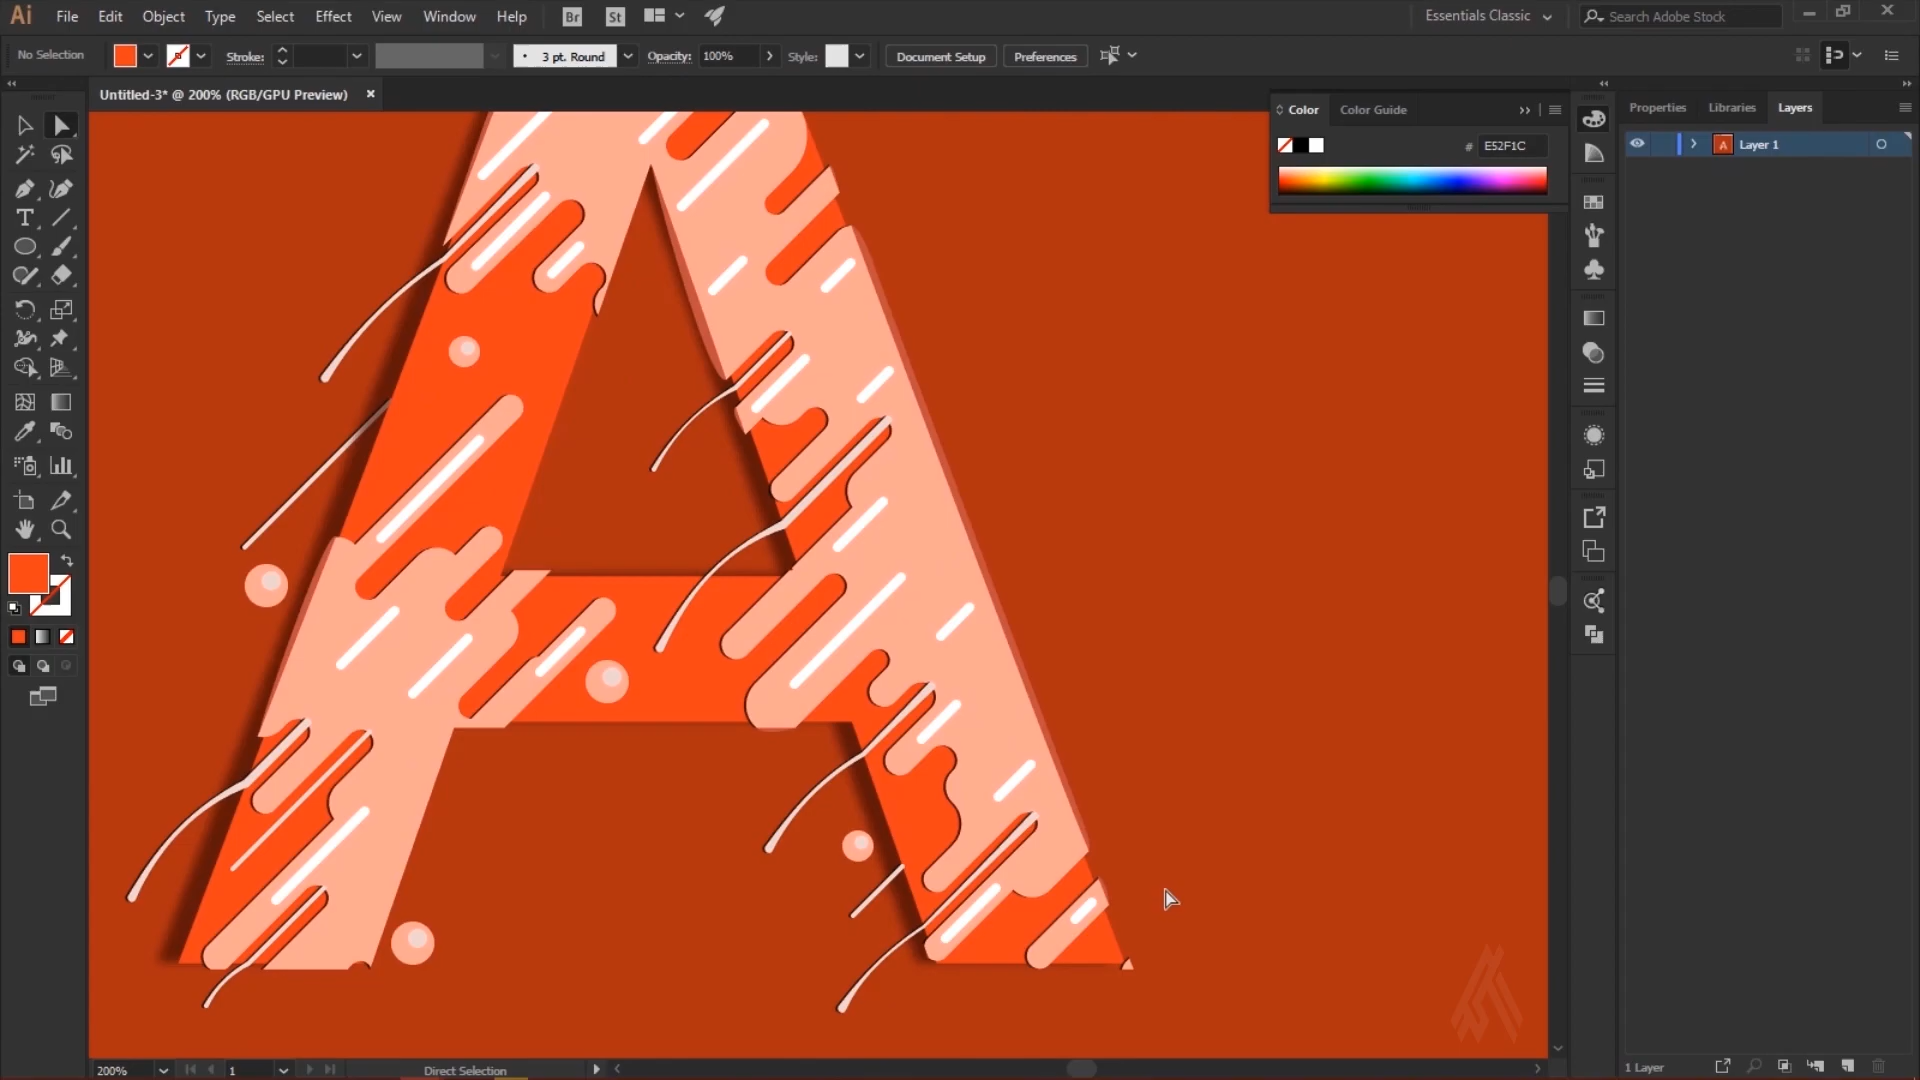 Ai File Edit Object Type Select Effect View Window Help Br St Essentials Classic Search Adobe Stock
No Selection Stroke: 3 pt. Round Opacity: 100% Style: Document Setup Preferences
Untitled-3* @ 200% (RGB/GPU Preview)
Color Color Guide
# E52F1C
Properties Libraries Layers
A Layer 1
A
200% 1 Direct Selection
1 Layer